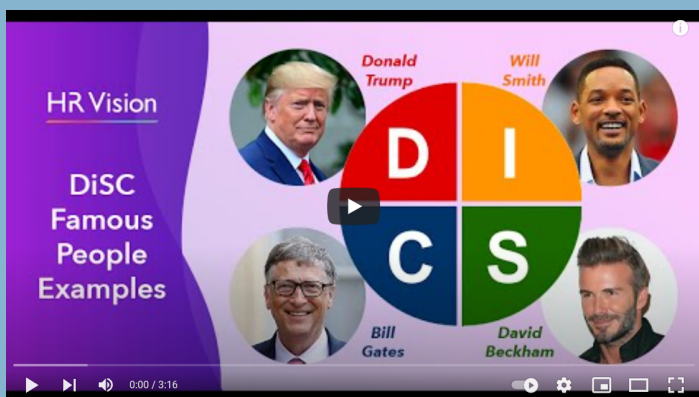 HR Vision
DiSC
Famous
People
Examples
Donald
Trump
Will
Smith
D
I
C
S
Bill
Gates
David
Beckham
0:00 / 3:16